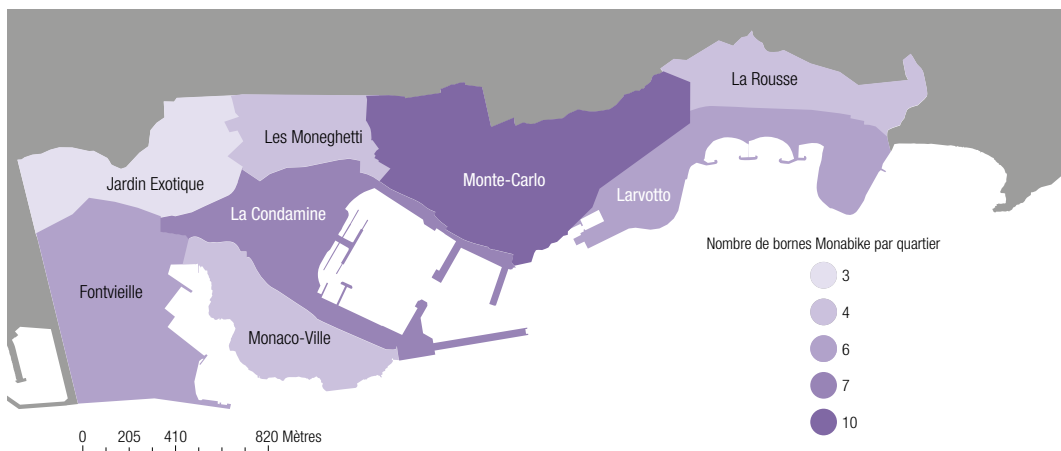 La Rousse
Les Moneghetti
Jardin Exotique
Monte-Carlo
Larvotto
La Condamine
Fontvieille
Monaco-Ville
Nombre de bornes Monabike par quartier
3
4
6
7
10
0 205 410 820 Mètres